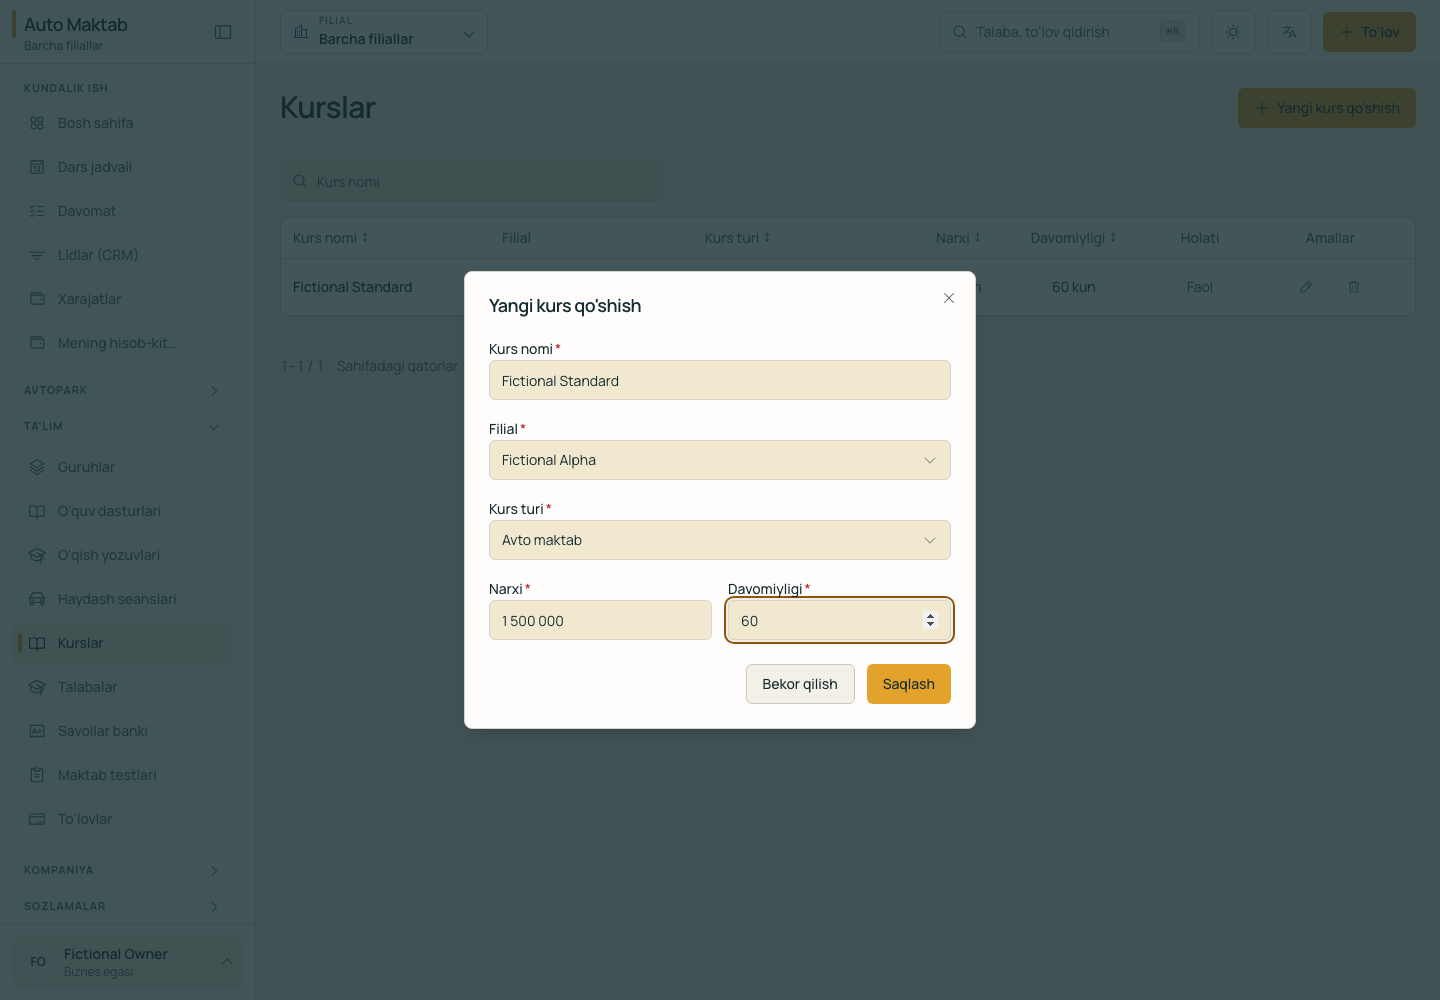 Auto Maktab
Barcha filiallar
FILIAL
Barcha filiallar
Talaba, to'lov qidirish
⌘K
To'lov
KUNDALIK ISH
Bosh sahifa
Dars jadvali
Davomat
Lidlar (CRM)
Xarajatlar
Mening hisob-kit...
AVTOPARK
TA'LIM
Guruhlar
O'quv dasturlari
O'qish yozuvlari
Haydash seanslari
Kurslar
Talabalar
Savollar banki
Maktab testlari
To'lovlar
KOMPANIYA
SOZLAMALAR
FO
Fictional Owner
Biznes egasi
Kurslar
Yangi kurs qo'shish
Kurs nomi
Kurs nomi Filial Kurs turi Narxi Davomiyligi Holati Amallar
Fictional Standard 60 kun Faol
1–1 / 1 Sahifadagi qatorlar
Yangi kurs qo'shish
Kurs nomi *
Fictional Standard
Filial *
Fictional Alpha
Kurs turi *
Avto maktab
Narxi * Davomiyligi *
1 500 000 60
Bekor qilish Saqlash